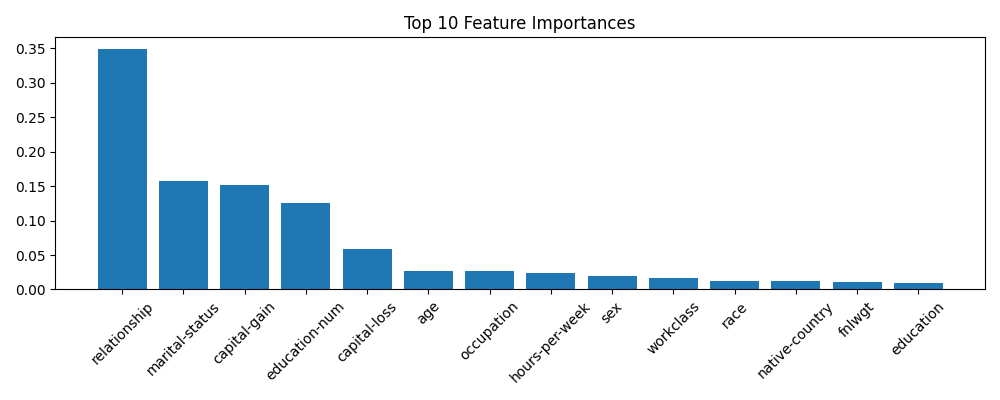 Top 10 Feature Importances
0.35
0.30
0.25
0.20
0.15
0.10
0.05
0.00
relationship
marital-status
capital-gain
education-num
capital-loss
age
occupation
hours-per-week
sex
workclass
race
native-country
fnlwgt
education